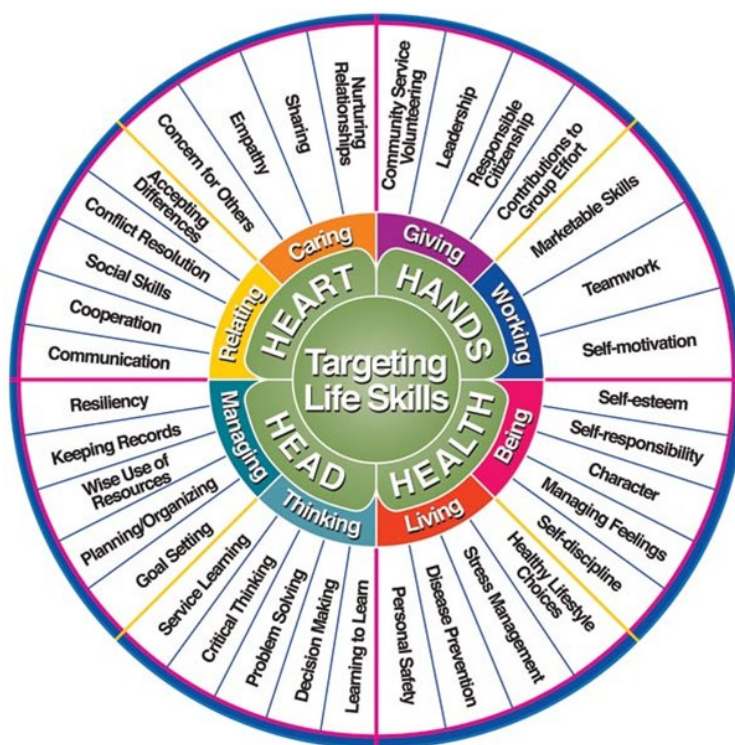 Targeting
Life Skills
HEART
HANDS
HEALTH
HEAD
Caring
Giving
Working
Being
Living
Thinking
Managing
Relating
Concern for Others
Empathy
Sharing
Nurturing
Relationships
Community Service
Volunteering
Leadership
Responsible
Citizenship
Contributions to
Group Effort
Marketable Skills
Teamwork
Self-motivation
Self-esteem
Self-responsibility
Character
Managing Feelings
Self-discipline
Healthy Lifestyle
Choices
Stress Management
Disease Prevention
Personal Safety
Learning to Learn
Decision Making
Problem Solving
Critical Thinking
Service Learning
Goal Setting
Planning/Organizing
Wise Use of
Resources
Keeping Records
Resiliency
Communication
Cooperation
Social Skills
Conflict Resolution
Accepting
Differences